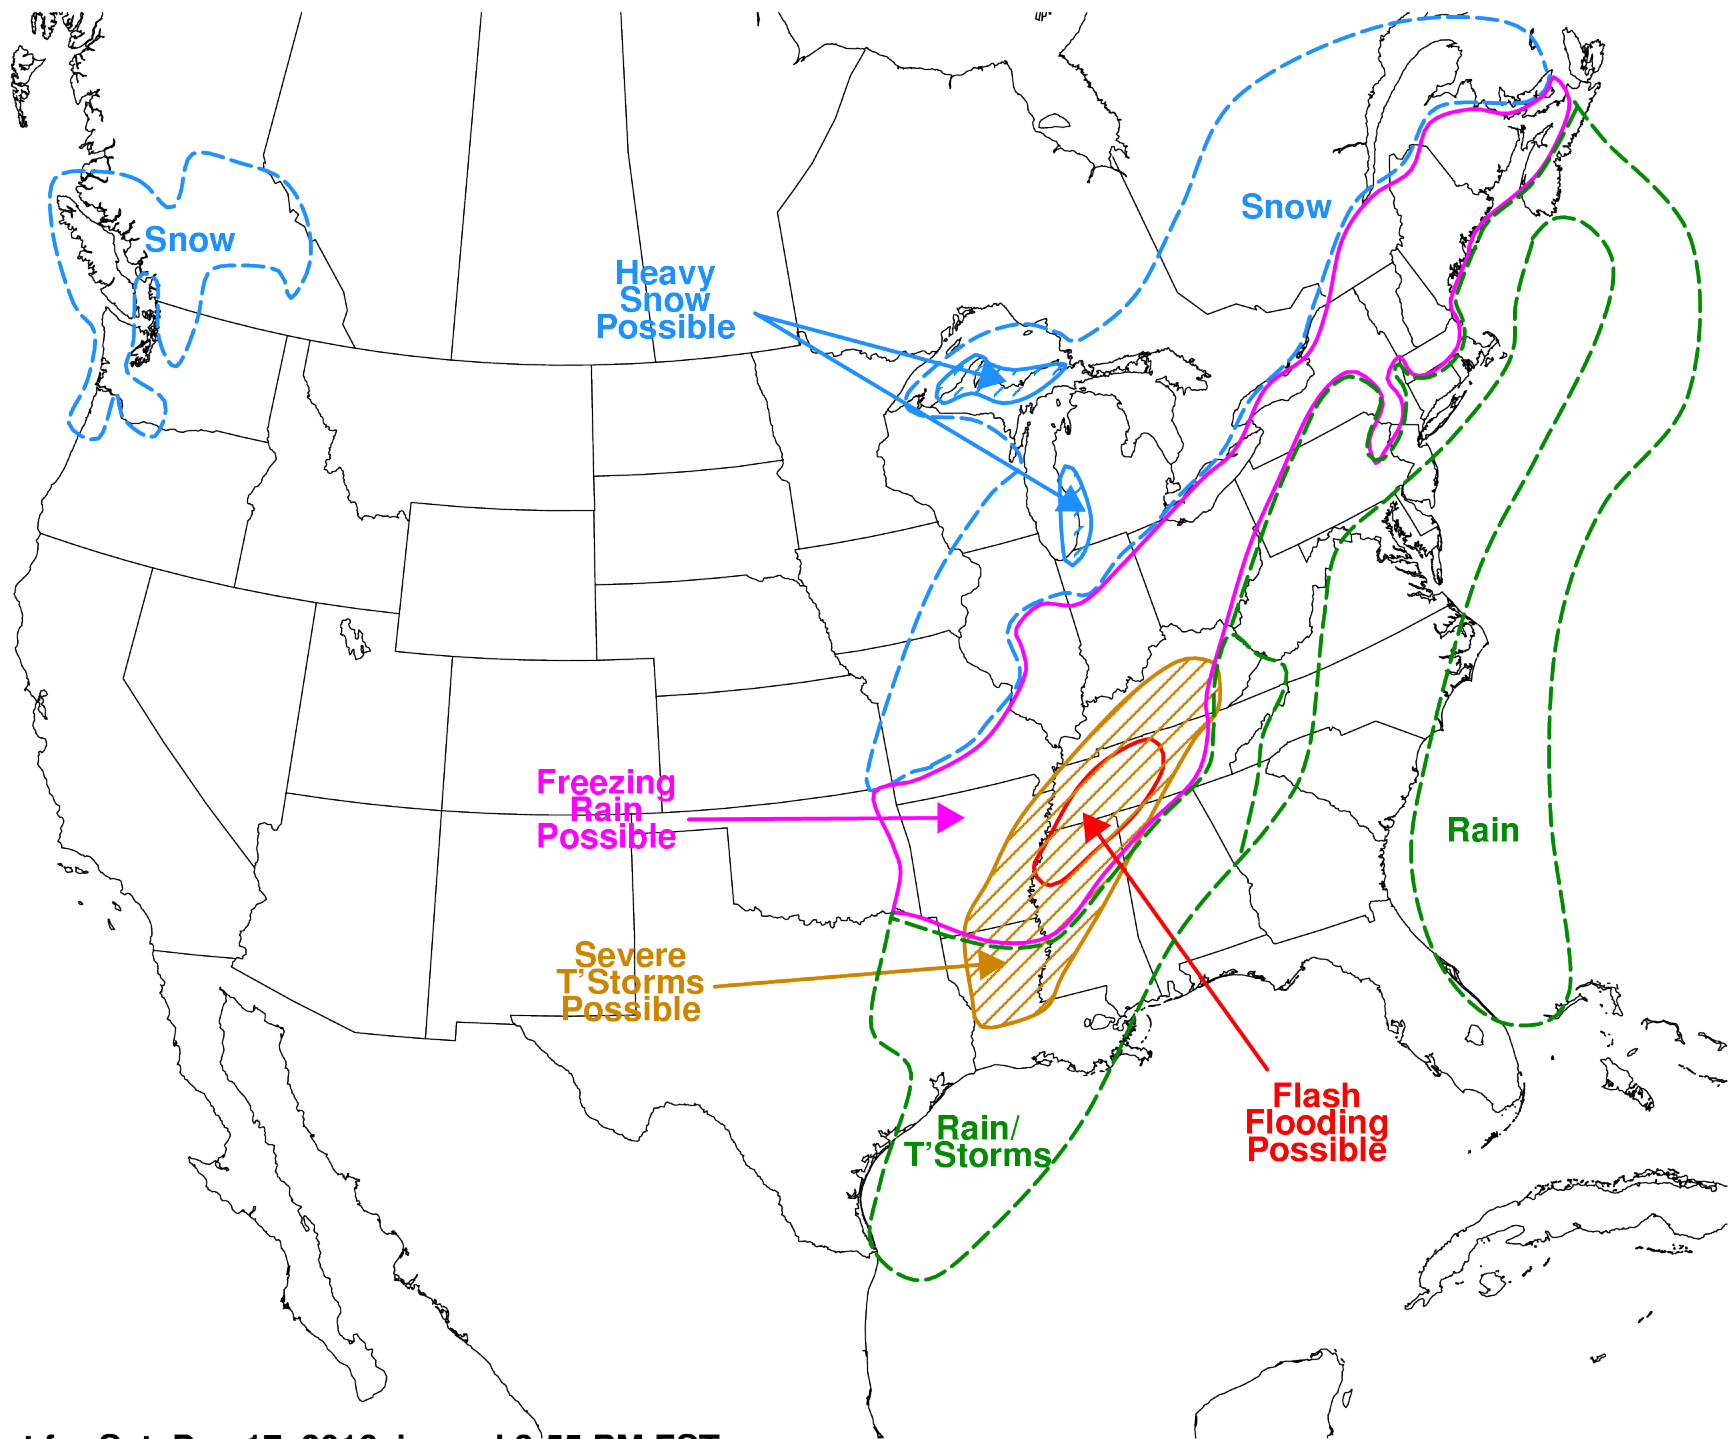 Snow
Snow
Heavy
Snow
Possible
Freezing
Rain
Possible
Rain
Severe
T'Storms
Possible
Flash
Flooding
Possible
Rain/
T'Storms